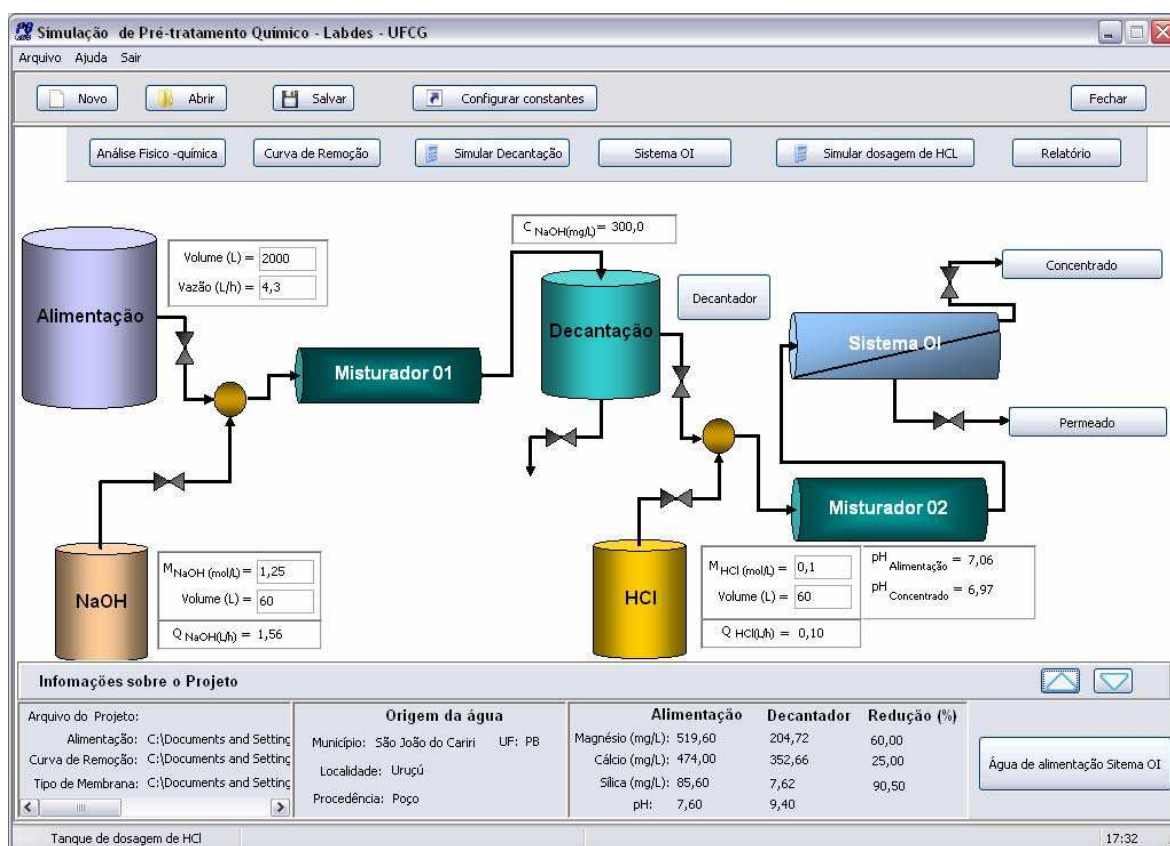 Simulação de Pré-tratamento Químico - Labdes - UFCG
Arquivo Ajuda Sair
Novo Abrir Salvar Configurar constantes Fechar
Análise Fisico -química Curva de Remoção Simular Decantação Sistema OI Simular dosagem de HCL Relatório
C NaOH(mg/L) = 300,0
Volume (L) = 2000
Vazão (L/h) = 4,3
Alimentação
Misturador 01
Decantação
Decantador
Concentrado
Sistema OI
Permeado
Misturador 02
NaOH
M NaOH (mol/L) = 1,25
Volume (L) = 60
Q NaOH(L/h) = 1,56
HCl
M HCl (mol/L) = 0,1
Volume (L) = 60
Q HCl(L/h) = 0,10
pH Alimentação = 7,06
pH Concentrado = 6,97
Infomações sobre o Projeto
Arquivo do Projeto:
Alimentação: C:\Documents and Setting
Curva de Remoção: C:\Documents and Setting
Tipo de Membrana: C:\Documents and Setting
Origem da água
Município: São João do Cariri UF: PB
Localidade: Uruçú
Procedência: Poço
Alimentação Decantador Redução (%)
Magnésio (mg/L): 519,60 204,72 60,00
Cálcio (mg/L): 474,00 352,66 25,00
Sílica (mg/L): 85,60 7,62 90,50
pH: 7,60 9,40
Água de alimentação Sitema OI
Tanque de dosagem de HCl 17:32